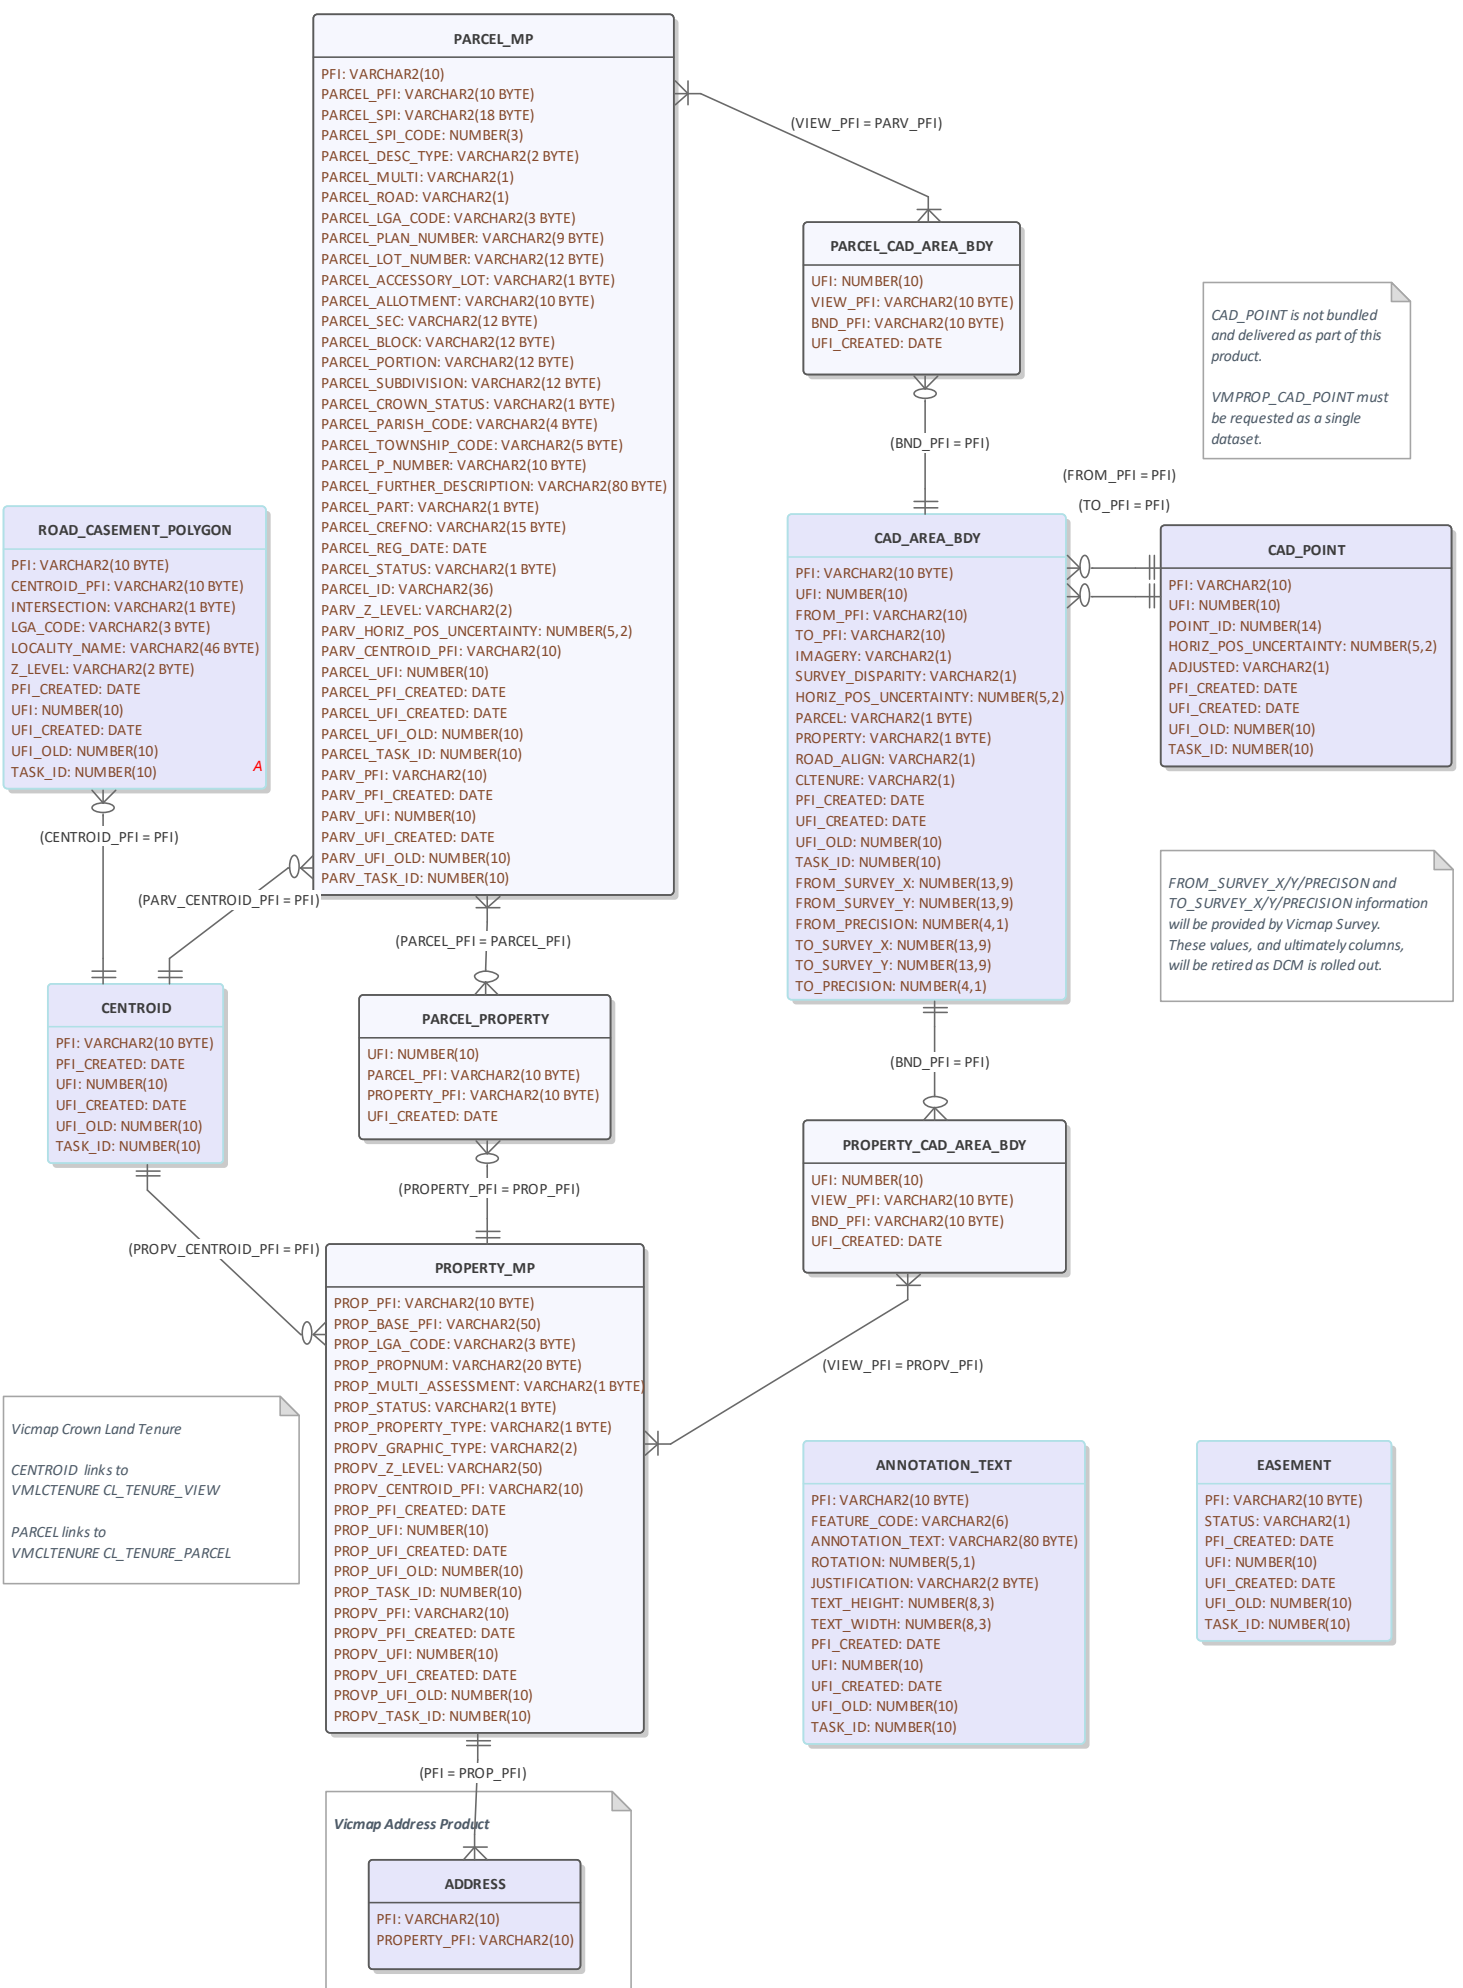 PARCEL_MP
PFI: VARCHAR2(10)
PARCEL_PFI: VARCHAR2(10 BYTE)
PARCEL_SPI: VARCHAR2(18 BYTE)
PARCEL_SPI_CODE: NUMBER(3)
PARCEL_DESC_TYPE: VARCHAR2(2 BYTE)
PARCEL_MULTI: VARCHAR2(1)
PARCEL_ROAD: VARCHAR2(1)
PARCEL_LGA_CODE: VARCHAR2(3 BYTE)
PARCEL_PLAN_NUMBER: VARCHAR2(9 BYTE)
PARCEL_LOT_NUMBER: VARCHAR2(12 BYTE)
PARCEL_ACCESSORY_LOT: VARCHAR2(1 BYTE)
PARCEL_ALLOTMENT: VARCHAR2(10 BYTE)
PARCEL_SEC: VARCHAR2(12 BYTE)
PARCEL_BLOCK: VARCHAR2(12 BYTE)
PARCEL_PORTION: VARCHAR2(12 BYTE)
PARCEL_SUBDIVISION: VARCHAR2(12 BYTE)
PARCEL_CROWN_STATUS: VARCHAR2(1 BYTE)
PARCEL_PARISH_CODE: VARCHAR2(4 BYTE)
PARCEL_TOWNSHIP_CODE: VARCHAR2(5 BYTE)
PARCEL_P_NUMBER: VARCHAR2(10 BYTE)
PARCEL_FURTHER_DESCRIPTION: VARCHAR2(80 BYTE)
PARCEL_PART: VARCHAR2(1 BYTE)
PARCEL_CREFNO: VARCHAR2(15 BYTE)
PARCEL_REG_DATE: DATE
PARCEL_STATUS: VARCHAR2(1 BYTE)
PARCEL_ID: VARCHAR2(36)
PARV_Z_LEVEL: VARCHAR2(2)
PARV_HORIZ_POS_UNCERTAINTY: NUMBER(5,2)
PARV_CENTROID_PFI: VARCHAR2(10)
PARCEL_UFI: NUMBER(10)
PARCEL_PFI_CREATED: DATE
PARCEL_UFI_CREATED: DATE
PARCEL_UFI_OLD: NUMBER(10)
PARCEL_TASK_ID: NUMBER(10)
PARV_PFI: VARCHAR2(10)
PARV_PFI_CREATED: DATE
PARV_UFI: NUMBER(10)
PARV_UFI_CREATED: DATE
PARV_UFI_OLD: NUMBER(10)
PARV_TASK_ID: NUMBER(10)
(VIEW_PFI = PARV_PFI)
PARCEL_CAD_AREA_BDY
UFI: NUMBER(10)
VIEW_PFI: VARCHAR2(10 BYTE)
BND_PFI: VARCHAR2(10 BYTE)
UFI_CREATED: DATE
(BND_PFI = PFI)
CAD_POINT is not bundled
and delivered as part of this
product.
VMPROP_CAD_POINT must
be requested as a single
dataset.
(FROM_PFI = PFI)
(TO_PFI = PFI)
ROAD_CASEMENT_POLYGON
PFI: VARCHAR2(10 BYTE)
CENTROID_PFI: VARCHAR2(10 BYTE)
INTERSECTION: VARCHAR2(1 BYTE)
LGA_CODE: VARCHAR2(3 BYTE)
LOCALITY_NAME: VARCHAR2(46 BYTE)
Z_LEVEL: VARCHAR2(2 BYTE)
PFI_CREATED: DATE
UFI: NUMBER(10)
UFI_CREATED: DATE
UFI_OLD: NUMBER(10)
TASK_ID: NUMBER(10)
A
CAD_AREA_BDY
PFI: VARCHAR2(10 BYTE)
UFI: NUMBER(10)
FROM_PFI: VARCHAR2(10)
TO_PFI: VARCHAR2(10)
IMAGERY: VARCHAR2(1)
SURVEY_DISPARITY: VARCHAR2(1)
HORIZ_POS_UNCERTAINTY: NUMBER(5,2)
PARCEL: VARCHAR2(1 BYTE)
PROPERTY: VARCHAR2(1 BYTE)
ROAD_ALIGN: VARCHAR2(1)
CLTENURE: VARCHAR2(1)
PFI_CREATED: DATE
UFI_CREATED: DATE
UFI_OLD: NUMBER(10)
TASK_ID: NUMBER(10)
FROM_SURVEY_X: NUMBER(13,9)
FROM_SURVEY_Y: NUMBER(13,9)
FROM_PRECISION: NUMBER(4,1)
TO_SURVEY_X: NUMBER(13,9)
TO_SURVEY_Y: NUMBER(13,9)
TO_PRECISION: NUMBER(4,1)
CAD_POINT
PFI: VARCHAR2(10)
UFI: NUMBER(10)
POINT_ID: NUMBER(14)
HORIZ_POS_UNCERTAINTY: NUMBER(5,2)
ADJUSTED: VARCHAR2(1)
PFI_CREATED: DATE
UFI_CREATED: DATE
UFI_OLD: NUMBER(10)
TASK_ID: NUMBER(10)
FROM_SURVEY_X/Y/PRECISON and
TO_SURVEY_X/Y/PRECISION information
will be provided by Vicmap Survey.
These values, and ultimately columns,
will be retired as DCM is rolled out.
(CENTROID_PFI = PFI)
(PARV_CENTROID_PFI = PFI)
(PARCEL_PFI = PARCEL_PFI)
CENTROID
PFI: VARCHAR2(10 BYTE)
PFI_CREATED: DATE
UFI: NUMBER(10)
UFI_CREATED: DATE
UFI_OLD: NUMBER(10)
TASK_ID: NUMBER(10)
PARCEL_PROPERTY
UFI: NUMBER(10)
PARCEL_PFI: VARCHAR2(10 BYTE)
PROPERTY_PFI: VARCHAR2(10 BYTE)
UFI_CREATED: DATE
(BND_PFI = PFI)
PROPERTY_CAD_AREA_BDY
UFI: NUMBER(10)
VIEW_PFI: VARCHAR2(10 BYTE)
BND_PFI: VARCHAR2(10 BYTE)
UFI_CREATED: DATE
(PROPERTY_PFI = PROP_PFI)
(PROPV_CENTROID_PFI = PFI)
PROPERTY_MP
PROP_PFI: VARCHAR2(10 BYTE)
PROP_BASE_PFI: VARCHAR2(50)
PROP_LGA_CODE: VARCHAR2(3 BYTE)
PROP_PROPNUM: VARCHAR2(20 BYTE)
PROP_MULTI_ASSESSMENT: VARCHAR2(1 BYTE)
PROP_STATUS: VARCHAR2(1 BYTE)
PROP_PROPERTY_TYPE: VARCHAR2(1 BYTE)
PROPV_GRAPHIC_TYPE: VARCHAR2(2)
PROPV_Z_LEVEL: VARCHAR2(50)
PROPV_CENTROID_PFI: VARCHAR2(10)
PROP_PFI_CREATED: DATE
PROP_UFI: NUMBER(10)
PROP_UFI_CREATED: DATE
PROP_UFI_OLD: NUMBER(10)
PROP_TASK_ID: NUMBER(10)
PROPV_PFI: VARCHAR2(10)
PROPV_PFI_CREATED: DATE
PROPV_UFI: NUMBER(10)
PROPV_UFI_CREATED: DATE
PROVP_UFI_OLD: NUMBER(10)
PROPV_TASK_ID: NUMBER(10)
(VIEW_PFI = PROPV_PFI)
Vicmap Crown Land Tenure
CENTROID links to
VMLCTENURE CL_TENURE_VIEW
PARCEL links to
VMCLTENURE CL_TENURE_PARCEL
ANNOTATION_TEXT
PFI: VARCHAR2(10 BYTE)
FEATURE_CODE: VARCHAR2(6)
ANNOTATION_TEXT: VARCHAR2(80 BYTE)
ROTATION: NUMBER(5,1)
JUSTIFICATION: VARCHAR2(2 BYTE)
TEXT_HEIGHT: NUMBER(8,3)
TEXT_WIDTH: NUMBER(8,3)
PFI_CREATED: DATE
UFI: NUMBER(10)
UFI_CREATED: DATE
UFI_OLD: NUMBER(10)
TASK_ID: NUMBER(10)
EASEMENT
PFI: VARCHAR2(10 BYTE)
STATUS: VARCHAR2(1)
PFI_CREATED: DATE
UFI: NUMBER(10)
UFI_CREATED: DATE
UFI_OLD: NUMBER(10)
TASK_ID: NUMBER(10)
(PFI = PROP_PFI)
Vicmap Address Product
ADDRESS
PFI: VARCHAR2(10)
PROPERTY_PFI: VARCHAR2(10)